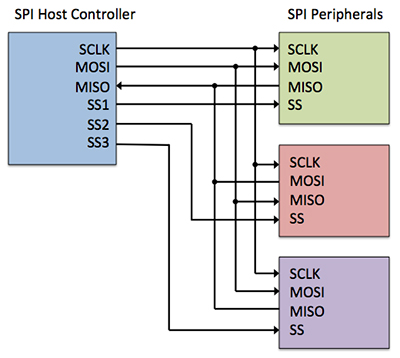 SPI Host Controller
SPI Peripherals
SCLK
MOSI
MISO
SS1
SS2
SS3
SCLK
MOSI
MISO
SS
SCLK
MOSI
MISO
SS
SCLK
MOSI
MISO
SS